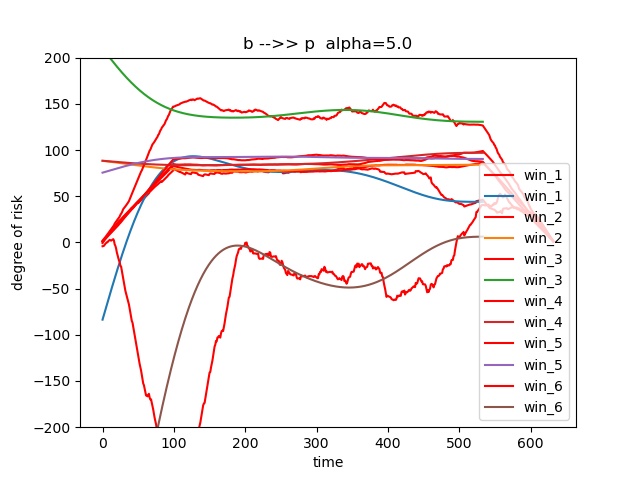 b -->> p  alpha=5.0
degree of risk
200
150
100
50
0
−50
−100
−150
−200
win_1
win_1
win_2
win_2
win_3
win_3
win_4
win_4
win_5
win_5
win_6
win_6
0 100 200 300 400 500 600
time